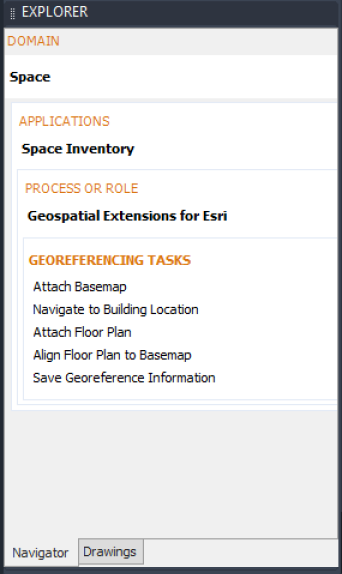 EXPLORER
DOMAIN
Space
APPLICATIONS
Space Inventory
PROCESS OR ROLE
Geospatial Extensions for Esri
GEOREFERENCING TASKS
Attach Basemap
Navigate to Building Location
Attach Floor Plan
Align Floor Plan to Basemap
Save Georeference Information
Navigator Drawings